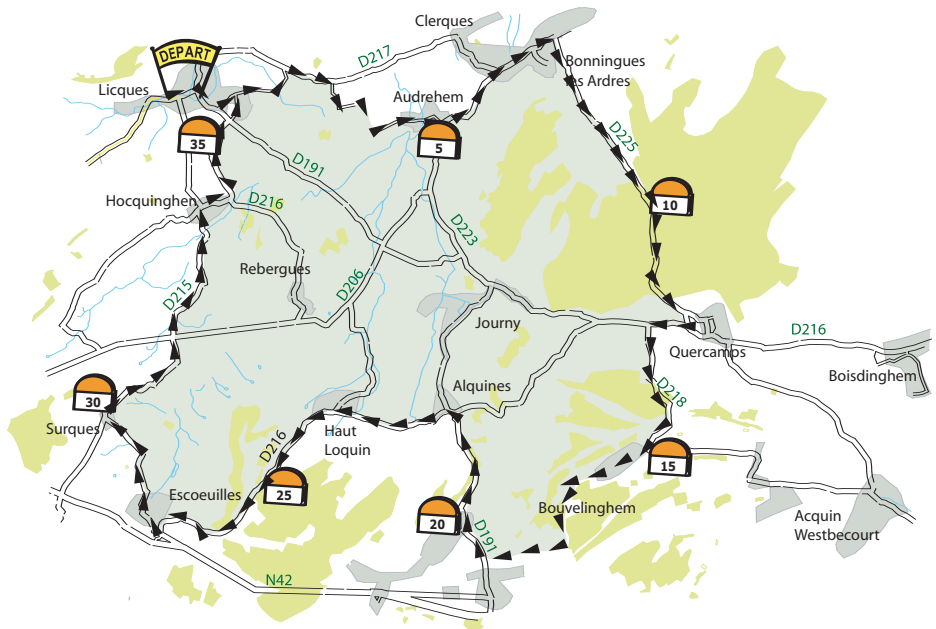 Clerques
DEPART
D217
Bonningues
Licques
Audrehem
es Ardres
35
5
D225
D191
10
Hocquinghen
D216
D223
Rebergues
D206
D215
Journy
D216
Quercamps
Boisdinghem
Alquines
D218
30
Surques
Haut
Loquin
D216
15
Escoeuilles
25
Bouvelinghem
20
Acquin
Westbecourt
D191
N42